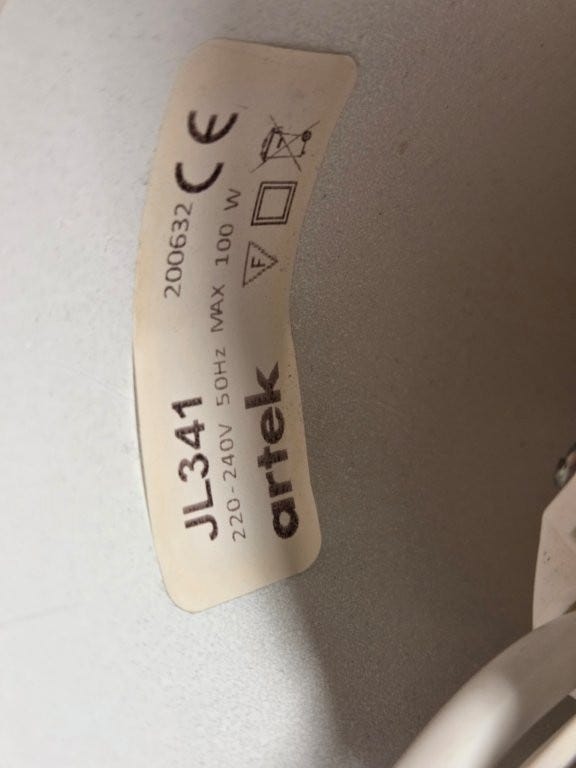 JL341 200632 CE
220-240V 50Hz MAX 100 W
artek F